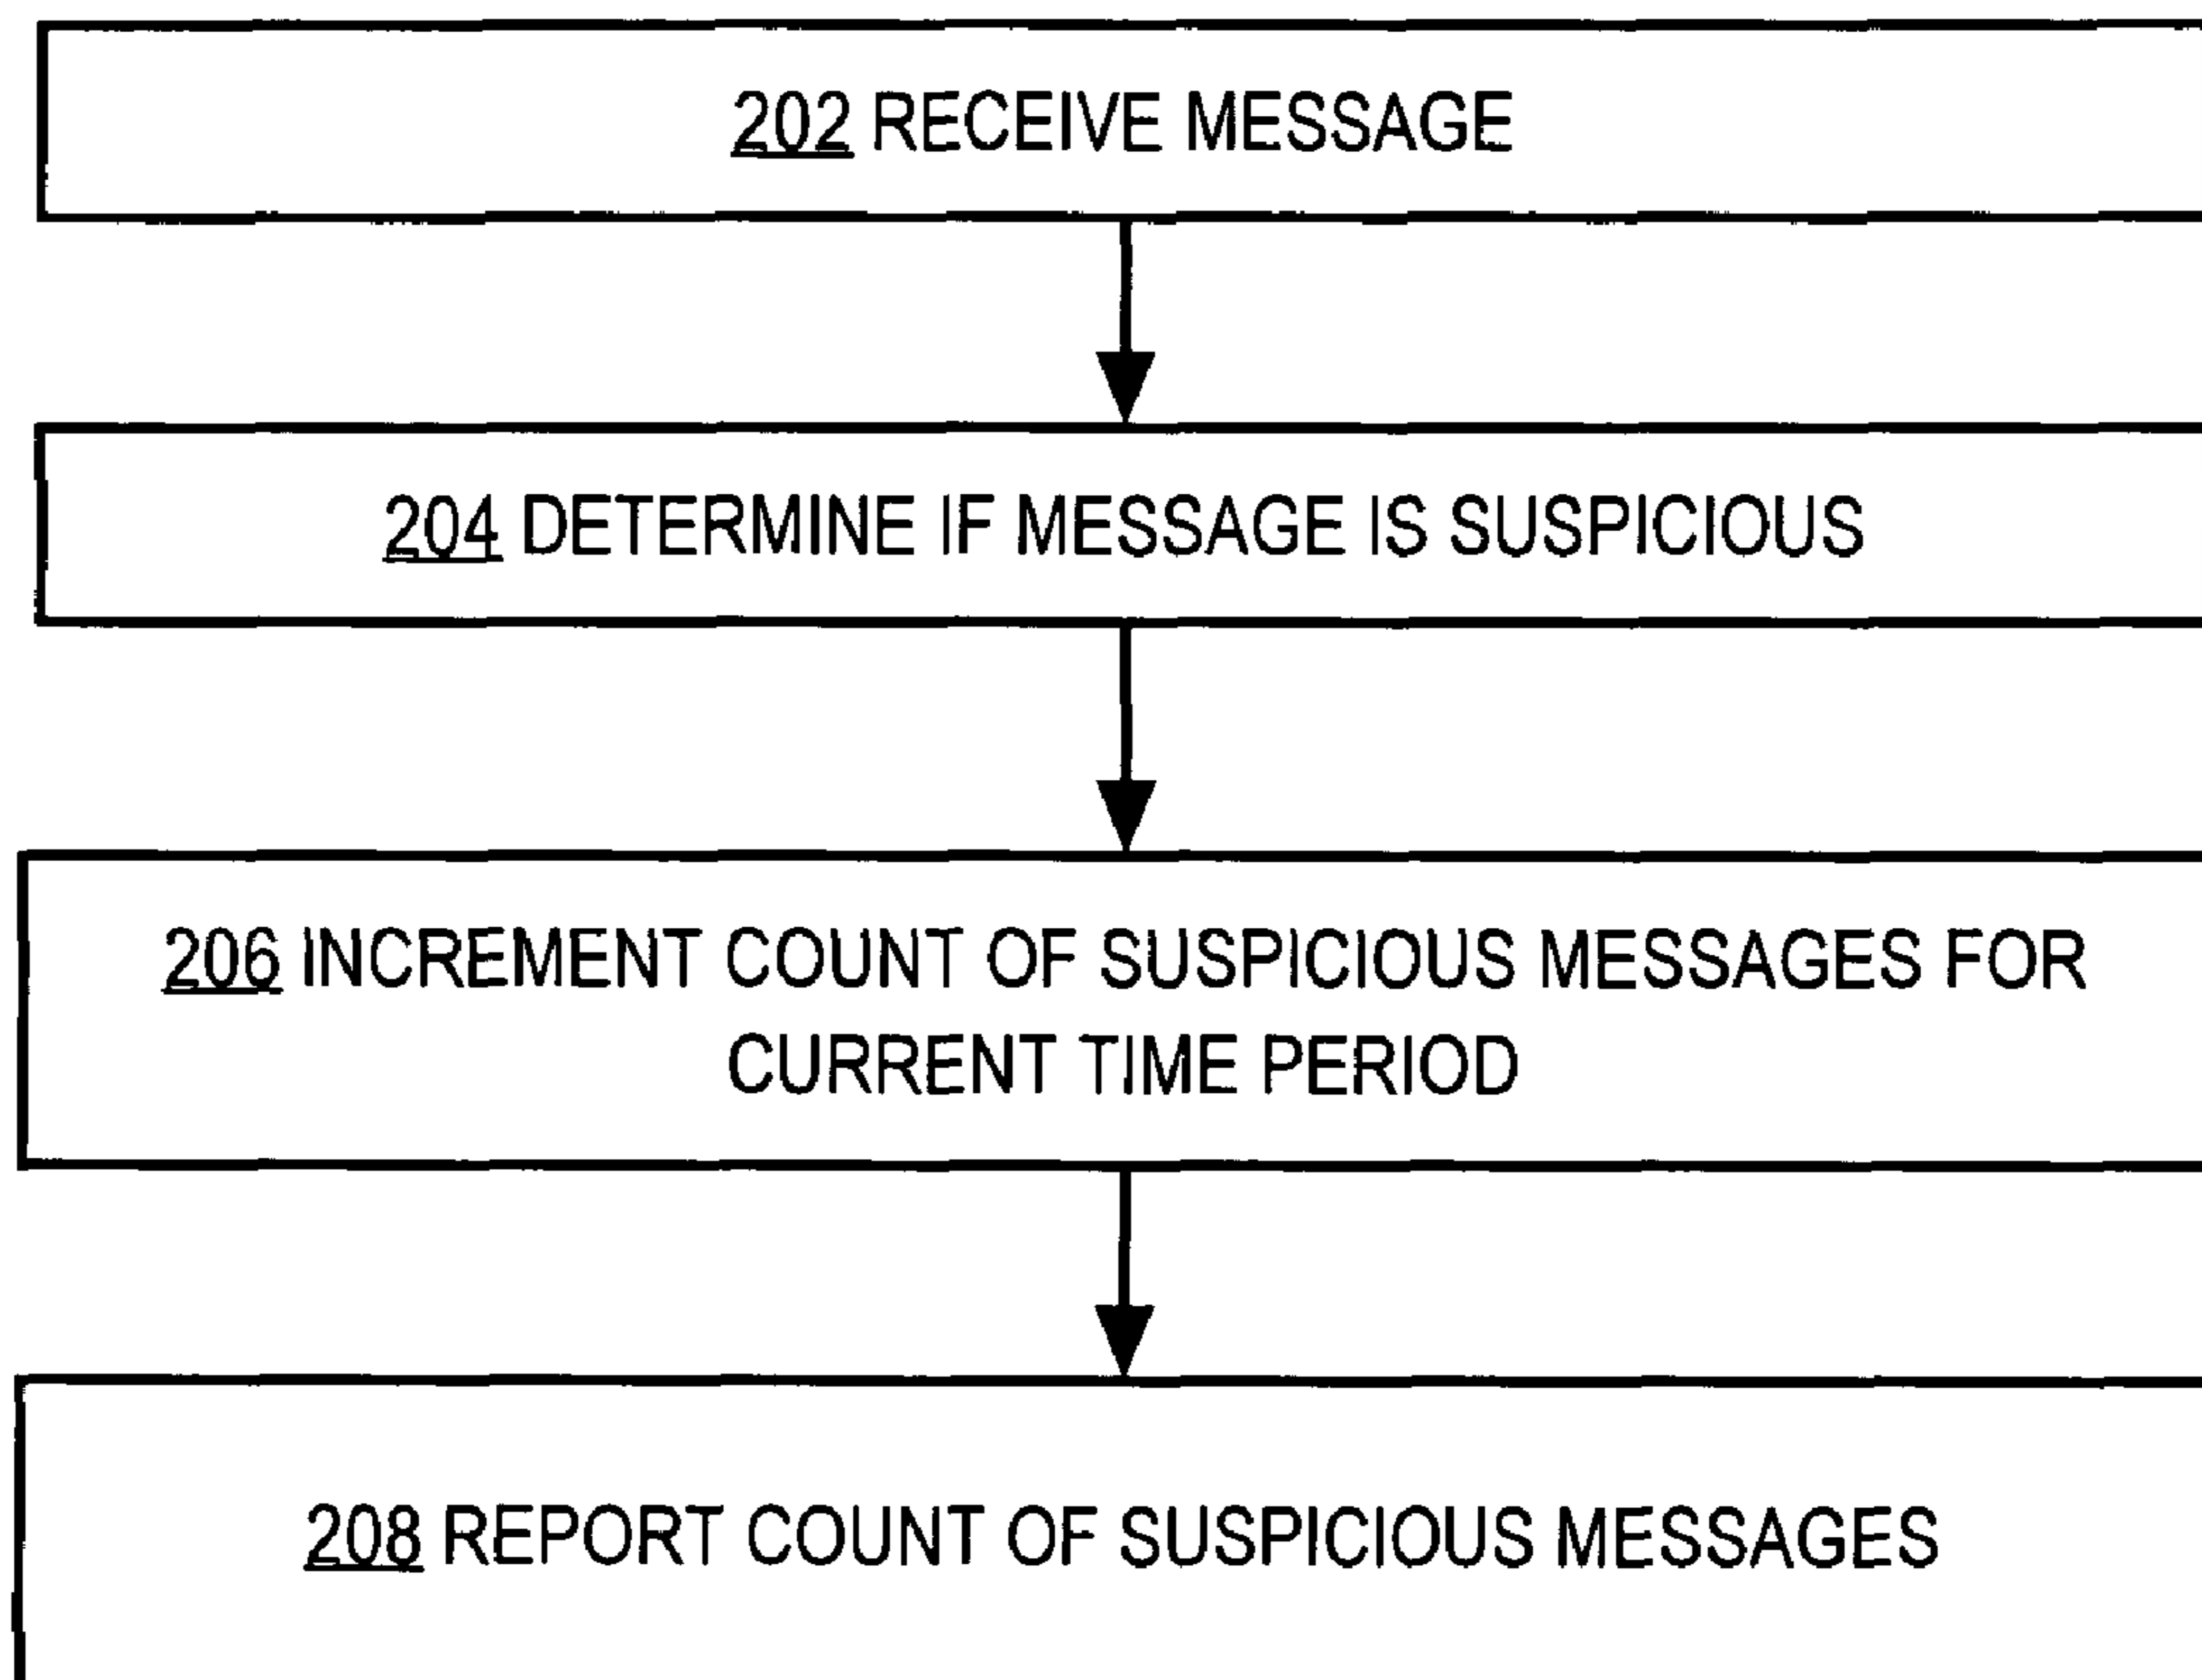 202 RECEIVE MESSAGE
204 DETERMINE IF MESSAGE IS SUSPICIOUS
206 INCREMENT COUNT OF SUSPICIOUS MESSAGES FOR
CURRENT TIME PERIOD
208 REPORT COUNT OF SUSPICIOUS MESSAGES